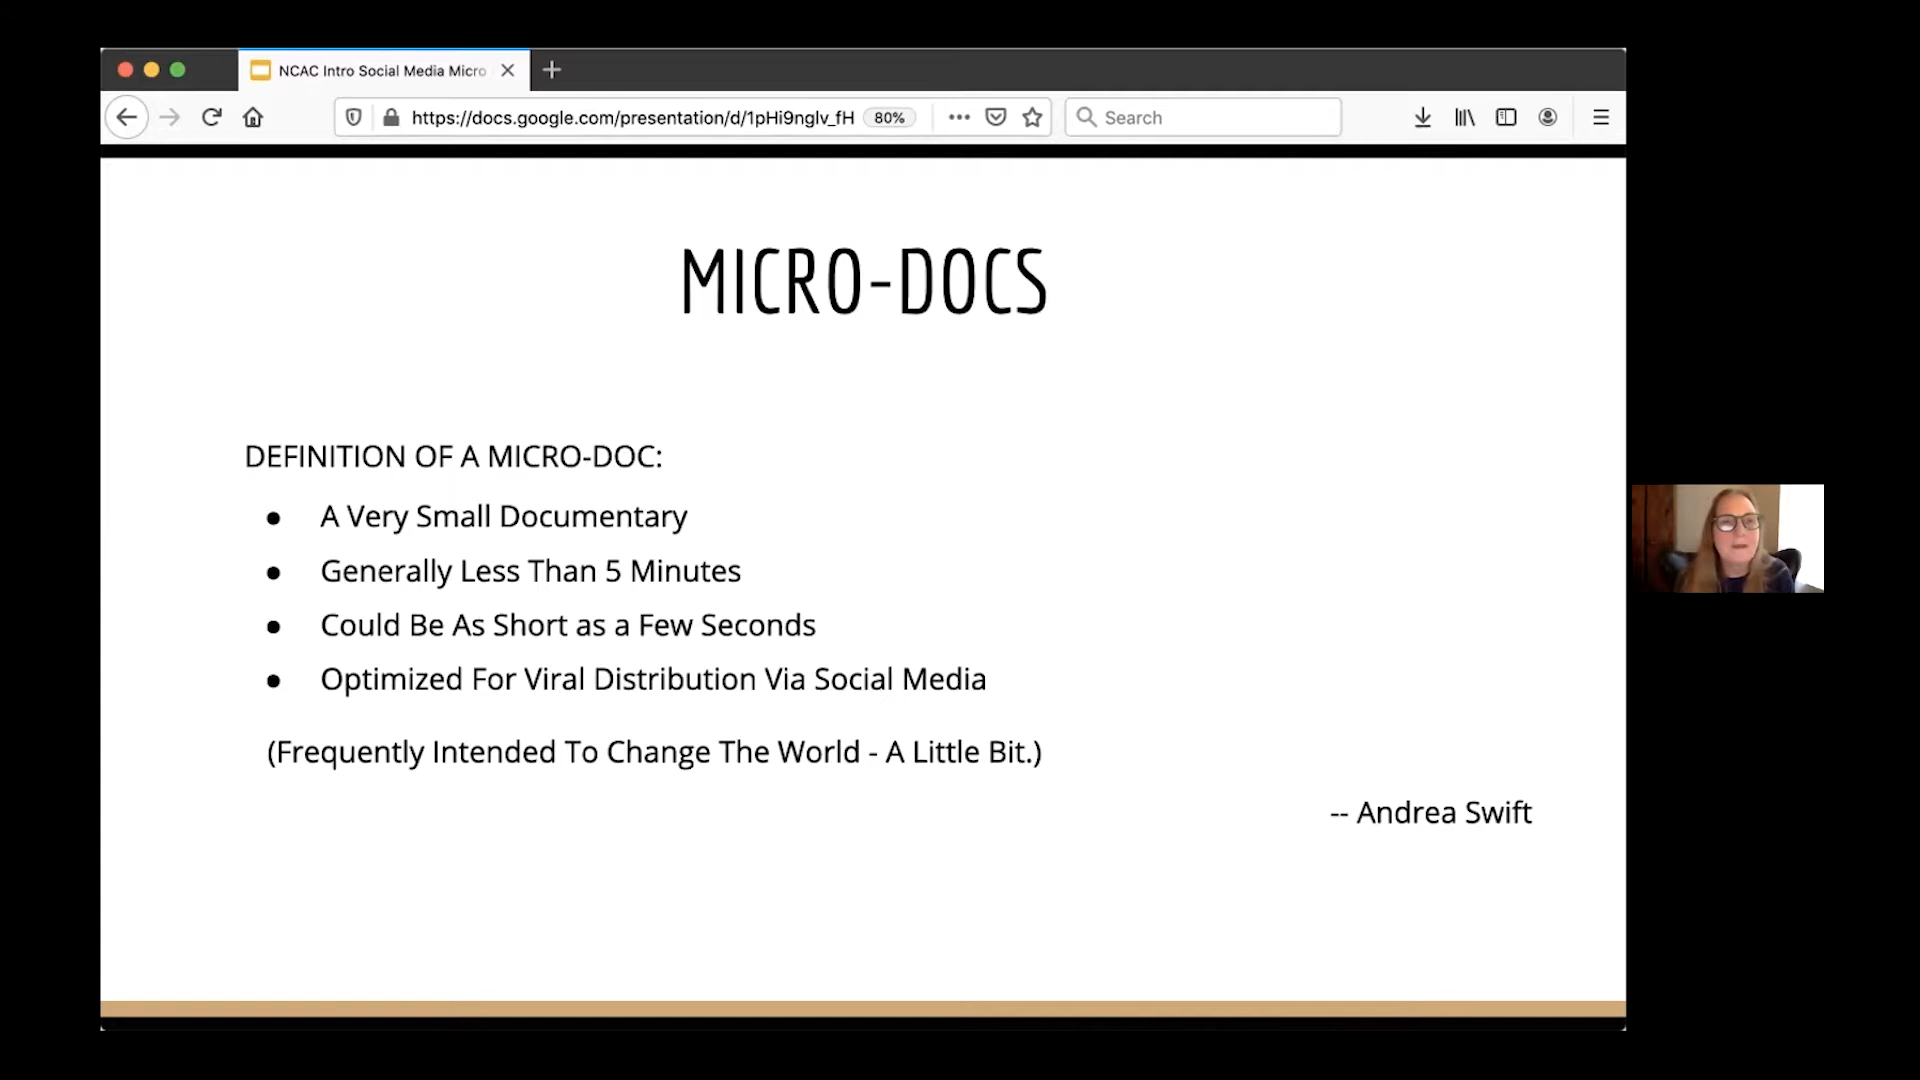 NCAC Intro Social Media Micro
https://docs.google.com/presentation/d/1pHi9nglv_fH 80% Search
MICRO-DOCS
DEFINITION OF A MICRO-DOC:
● A Very Small Documentary
● Generally Less Than 5 Minutes
● Could Be As Short as a Few Seconds
● Optimized For Viral Distribution Via Social Media
(Frequently Intended To Change The World - A Little Bit.)
-- Andrea Swift